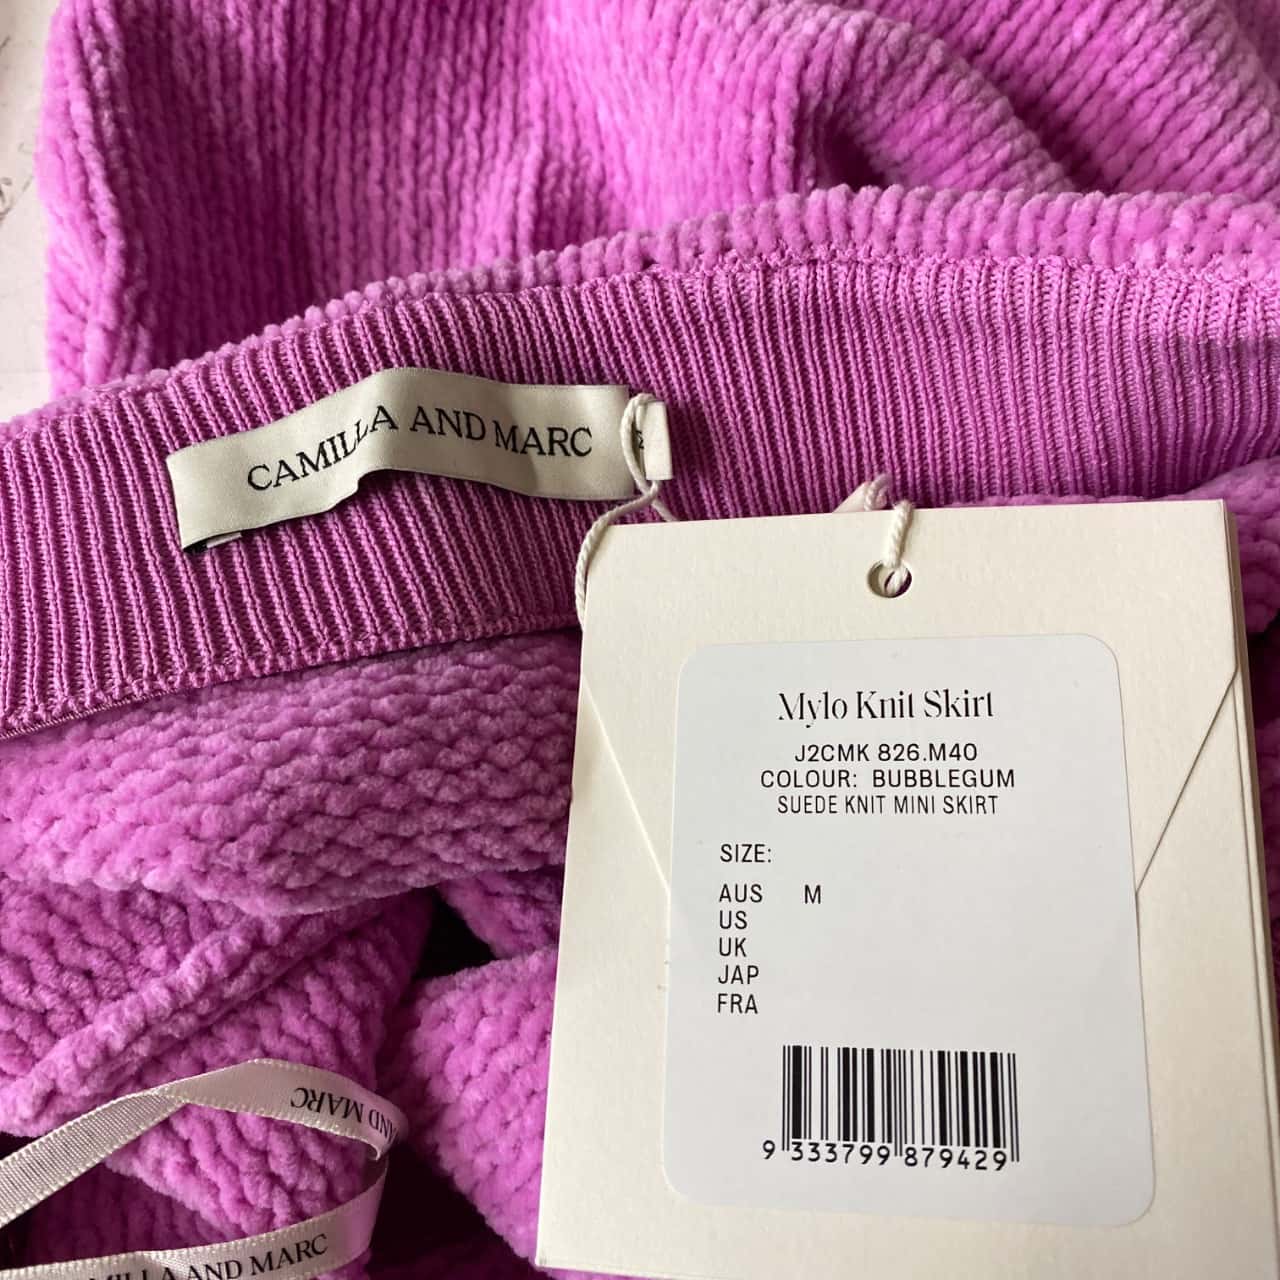 CAMILLA AND MARC
Mylo Knit Skirt
J2CMK 826.M40
COLOUR: BUBBLEGUM
SUEDE KNIT MINI SKIRT
SIZE:
AUS M
US
UK
JAP
FRA
9 333799 879429
AND MARC
AND MARC